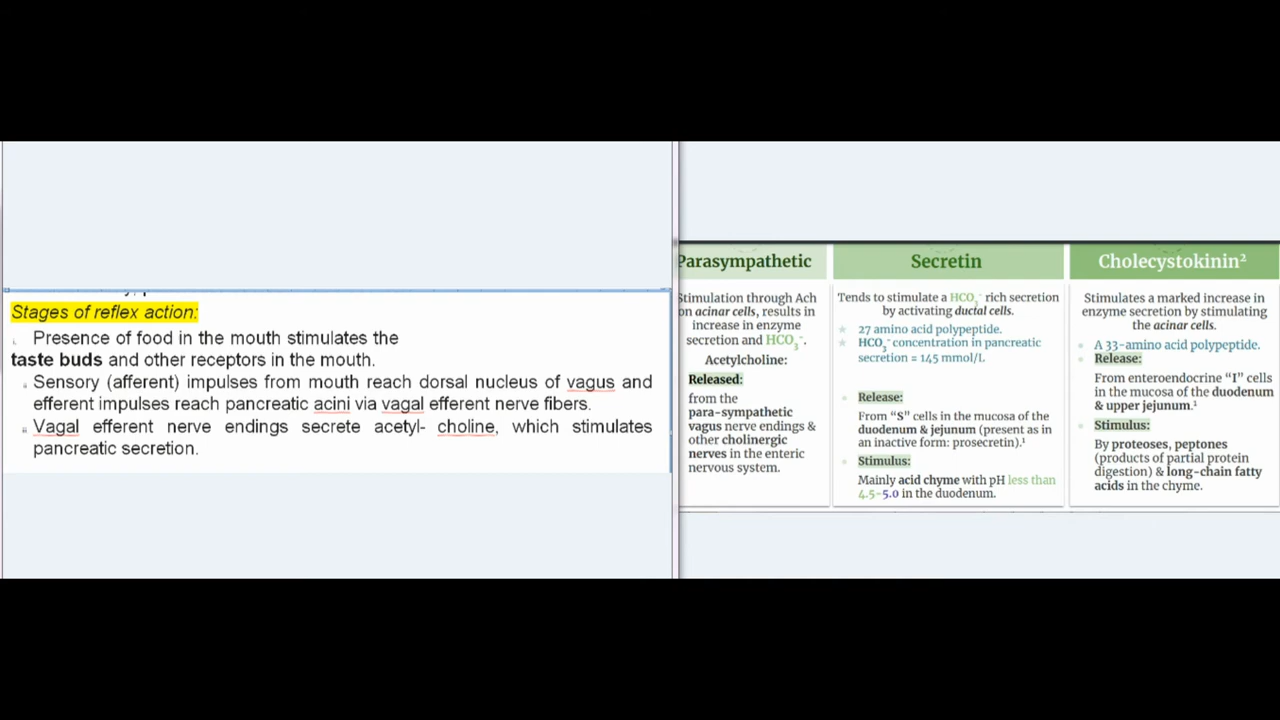 Stages of reflex action:
i. Presence of food in the mouth stimulates the
taste buds and other receptors in the mouth.
ii. Sensory (afferent) impulses from mouth reach dorsal nucleus of vagus and
efferent impulses reach pancreatic acini via vagal efferent nerve fibers.
iii. Vagal efferent nerve endings secrete acetyl- choline, which stimulates
pancreatic secretion.
Parasympathetic
Stimulation through Ach
on acinar cells, results in
increase in enzyme
secretion and HCO3-.
Acetylcholine:
Released:
from the
para-sympathetic
vagus nerve endings &
other cholinergic
nerves in the enteric
nervous system.
Secretin
Tends to stimulate a HCO3- rich secretion
by activating ductal cells.
27 amino acid polypeptide.
HCO3- concentration in pancreatic
secretion = 145 mmol/L
Release:
From “S” cells in the mucosa of the
duodenum & jejunum (present as in
an inactive form: prosecretin).¹
Stimulus:
Mainly acid chyme with pH less than
4.5-5.0 in the duodenum.
Cholecystokinin²
Stimulates a marked increase in
enzyme secretion by stimulating
the acinar cells.
A 33-amino acid polypeptide.
Release:
From enteroendocrine “I” cells
in the mucosa of the duodenum
& upper jejunum.¹
Stimulus:
By proteoses, peptones
(products of partial protein
digestion) & long-chain fatty
acids in the chyme.